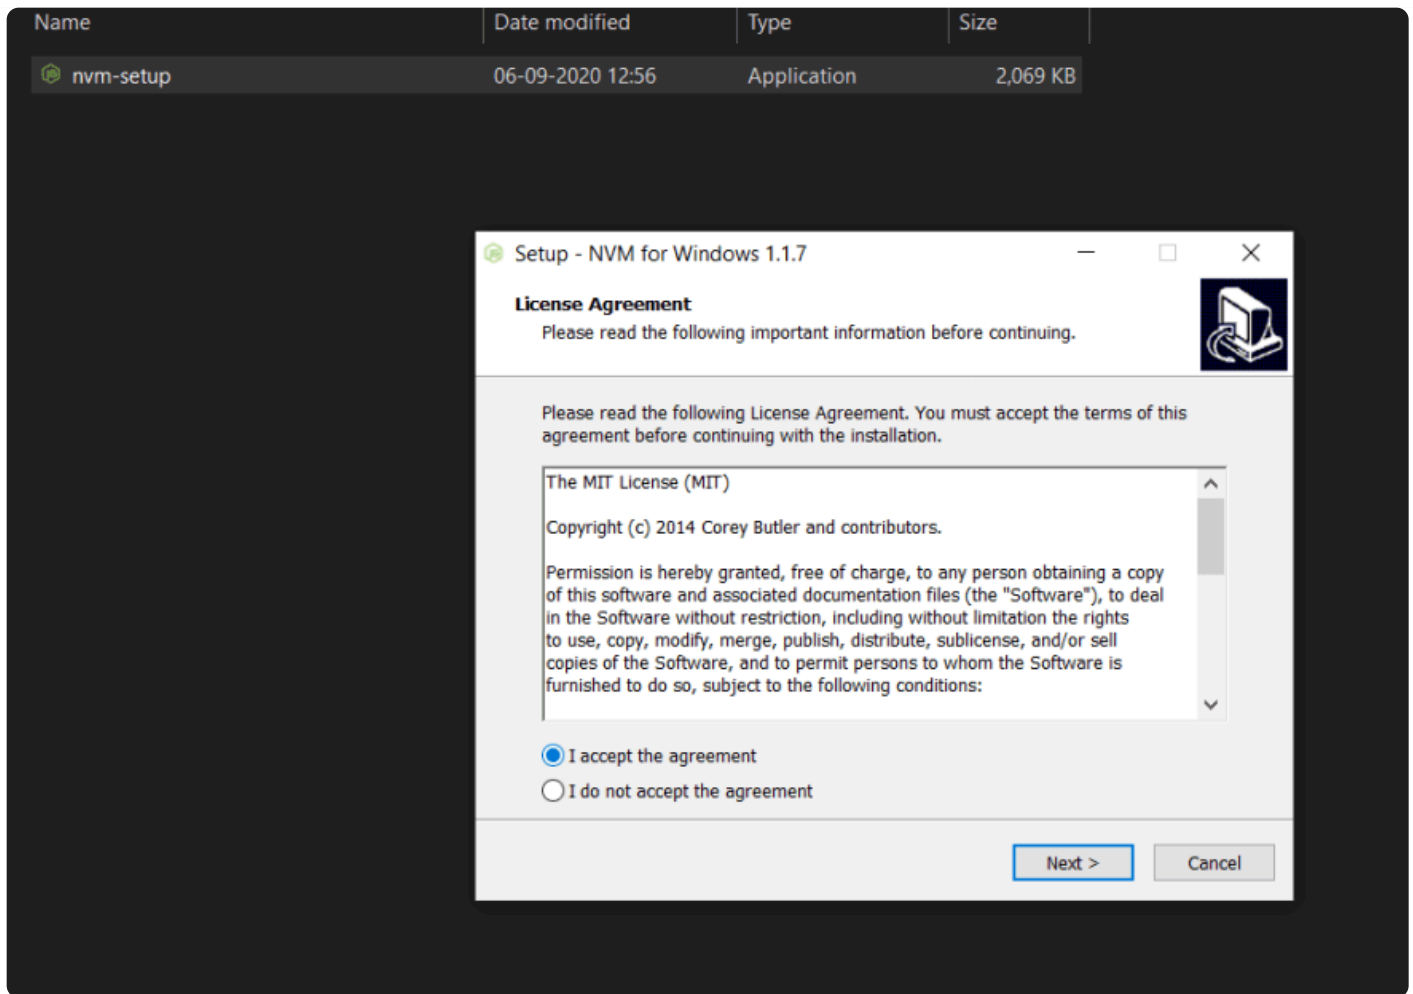 Name Date modified Type Size
nvm-setup 06-09-2020 12:56 Application 2,069 KB
Setup - NVM for Windows 1.1.7
License Agreement
Please read the following important information before continuing.
Please read the following License Agreement. You must accept the terms of this
agreement before continuing with the installation.
The MIT License (MIT)
Copyright (c) 2014 Corey Butler and contributors.
Permission is hereby granted, free of charge, to any person obtaining a copy
of this software and associated documentation files (the "Software"), to deal
in the Software without restriction, including without limitation the rights
to use, copy, modify, merge, publish, distribute, sublicense, and/or sell
copies of the Software, and to permit persons to whom the Software is
furnished to do so, subject to the following conditions:
I accept the agreement
I do not accept the agreement
Next > Cancel